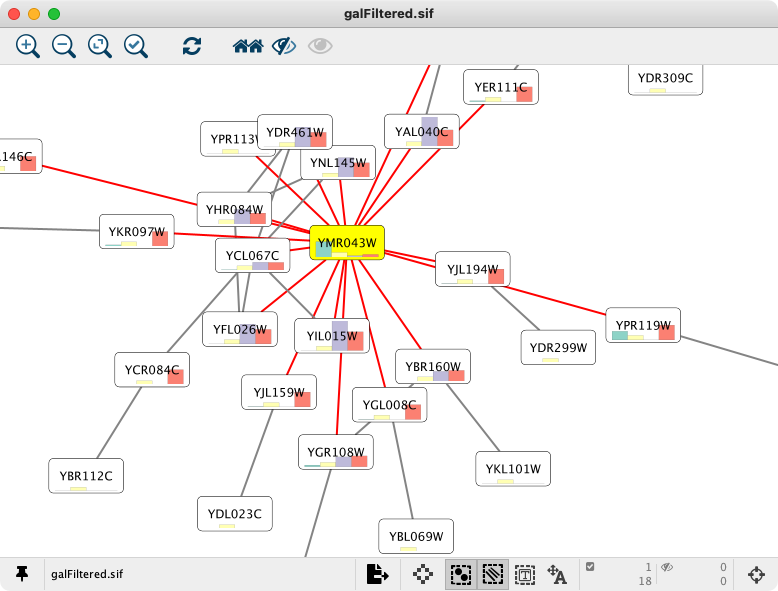 galFiltered.sif
YER111C
YDR309C
YDR461W
YPR113W
YAL040C
146C
YNL145W
YHR084W
YKR097W
YMR043W
YCL067C
YJL194W
YFL026W
YIL015W
YPR119W
YDR299W
YCR084C
YBR160W
YJL159W
YGL008C
YGR108W
YBR112C
YKL101W
YDL023C
YBL069W
galFiltered.sif
T
A
1
0
18
0